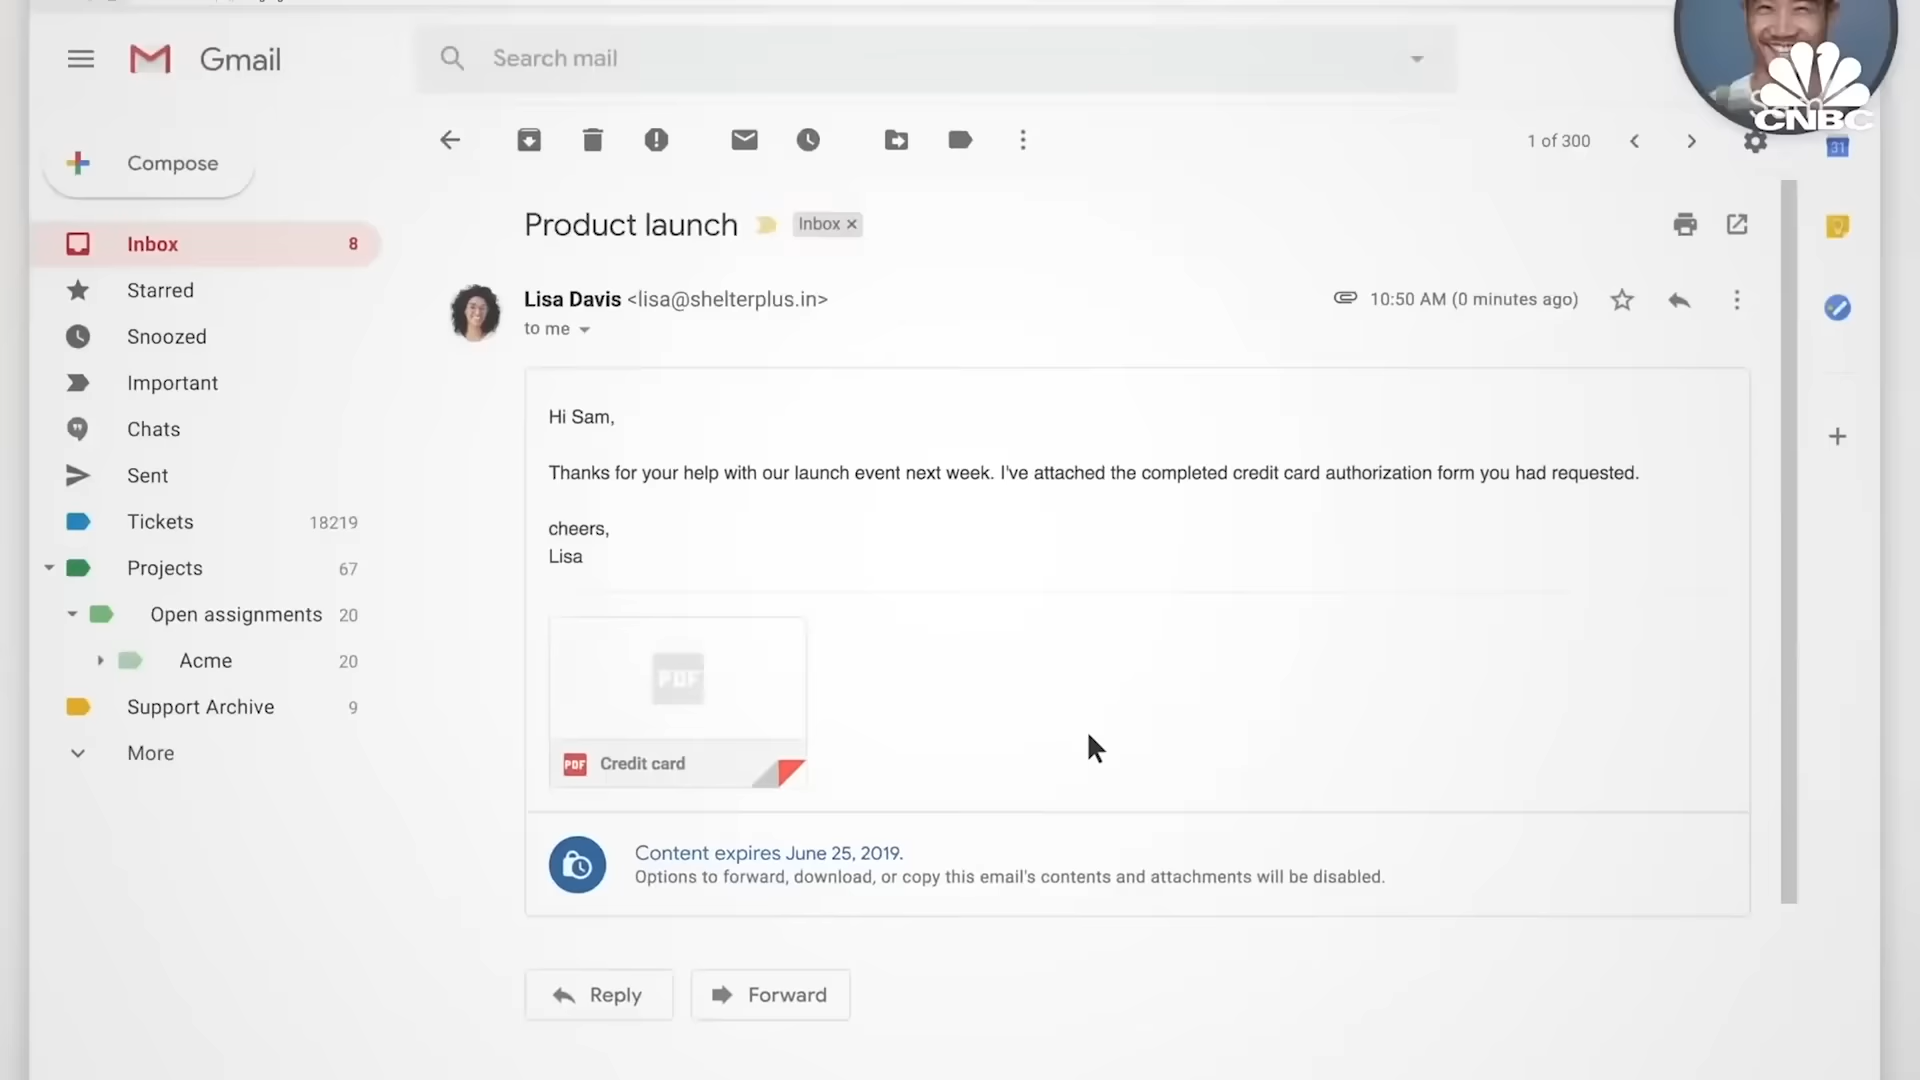 Gmail
Search mail
CNBC
Compose
1 of 300
31
Product launch
Inbox
Inbox 8
Starred
Lisa Davis <lisa@shelterplus.in>
10:50 AM (0 minutes ago)
to me
Snoozed
Important
Chats
Sent
Tickets 18219
Projects 67
Open assignments 20
Acme 20
Support Archive 9
More
Hi Sam,
Thanks for your help with our launch event next week. I've attached the completed credit card authorization form you had requested.
cheers,
Lisa
PDF
PDF Credit card
Content expires June 25, 2019.
Options to forward, download, or copy this email's contents and attachments will be disabled.
Reply
Forward